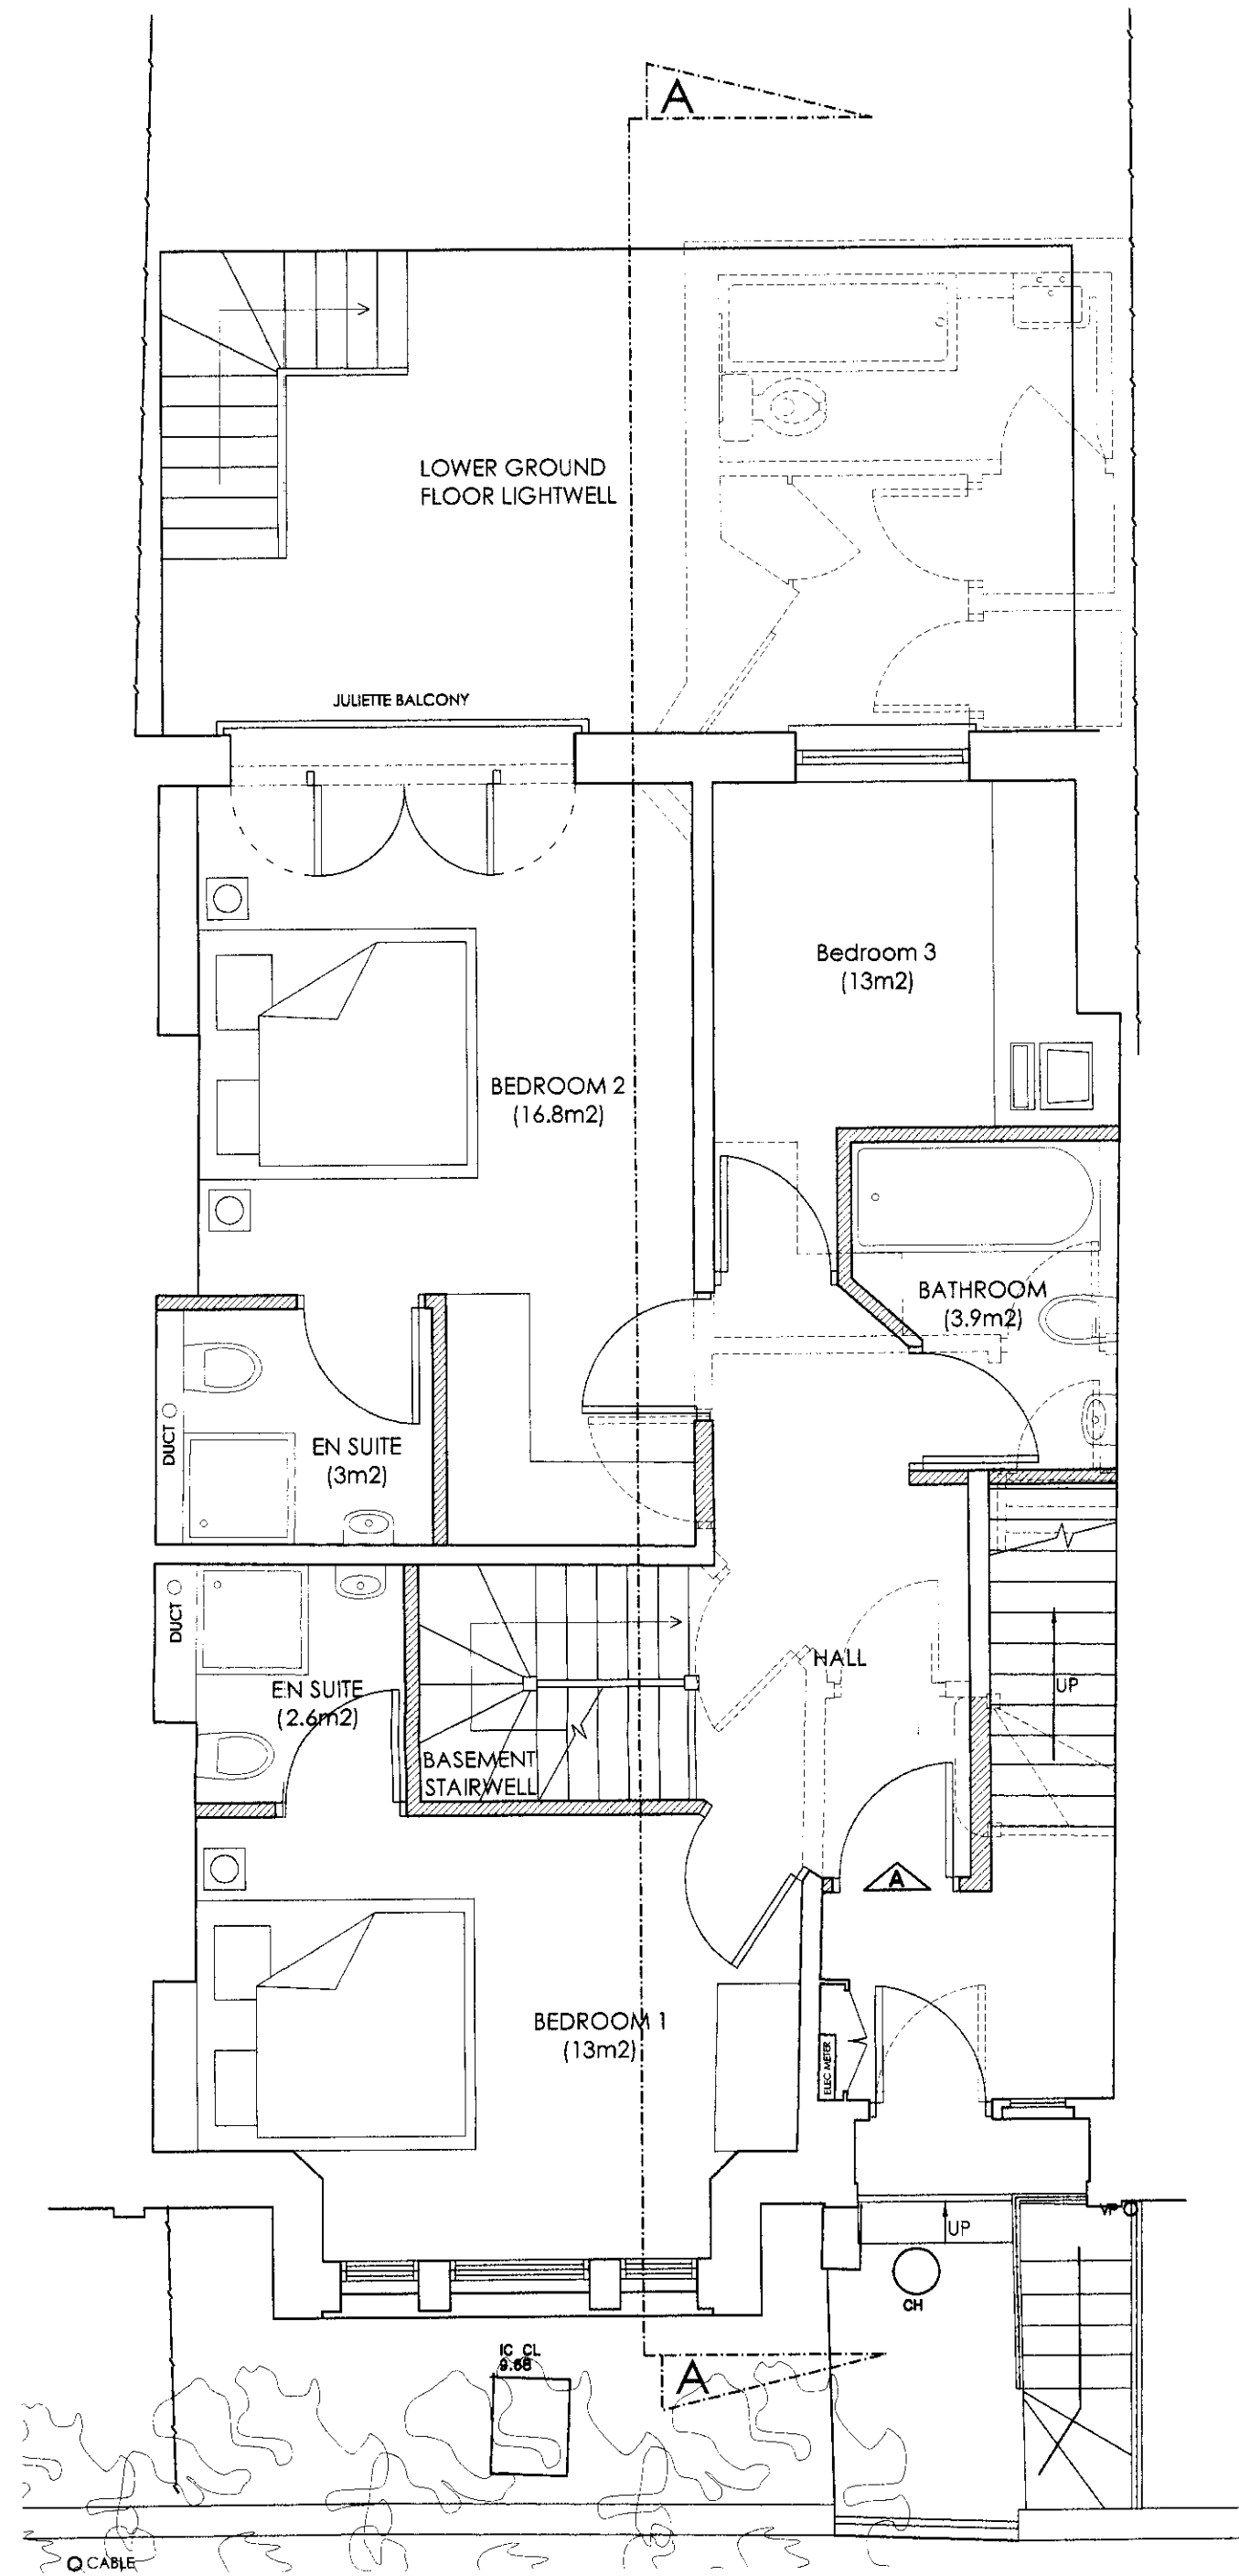 A
LOWER GROUND
FLOOR LIGHTWELL
JULIETTE BALCONY
Bedroom 3
(13m2)
BEDROOM 2
(16.8m2)
BATHROOM
(3.9m2)
DUCT
EN SUITE
(3m2)
DUCT
EN SUITE
(2.6m2)
HALL
UP
BASEMENT
STAIRWELL
A
BEDROOM 1
(13m2)
ELEC METER
UP
VP
CH
IC CL
9.68
A
CABLE